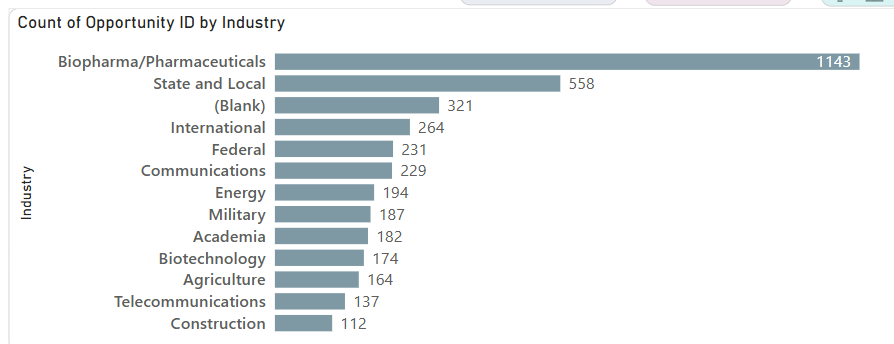 Count of Opportunity ID by Industry
Biopharma/Pharmaceuticals 1143
State and Local 558
(Blank) 321
International 264
Federal 231
Communications 229
Energy 194
Military 187
Academia 182
Biotechnology 174
Agriculture 164
Telecommunications 137
Construction 112
Industry